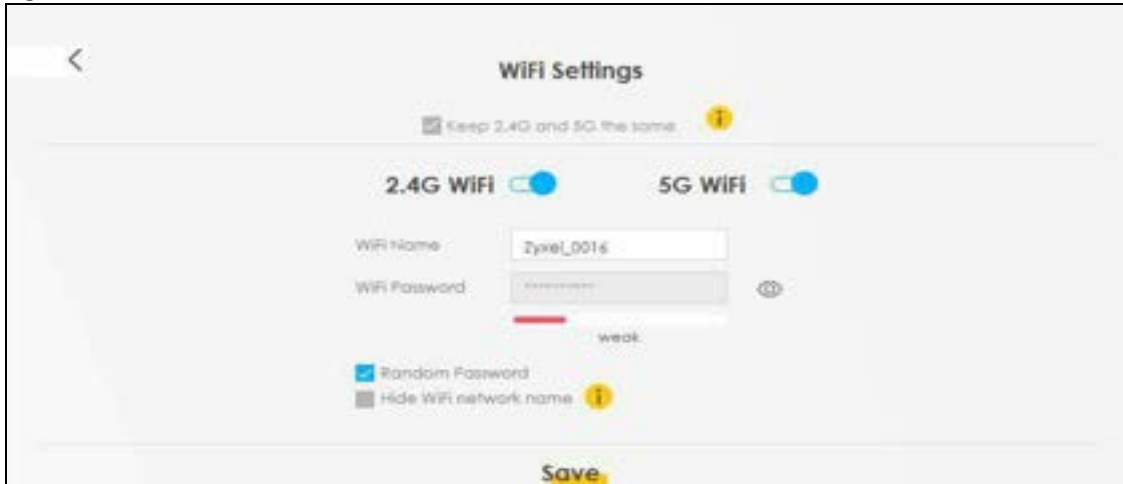 WiFi Settings
Keep 2.4G and 5G the same
2.4G WiFi
5G WiFi
WiFi Name
Zyxel_0016
WiFi Password
weak
Random Password
Hide WiFi network name
Save